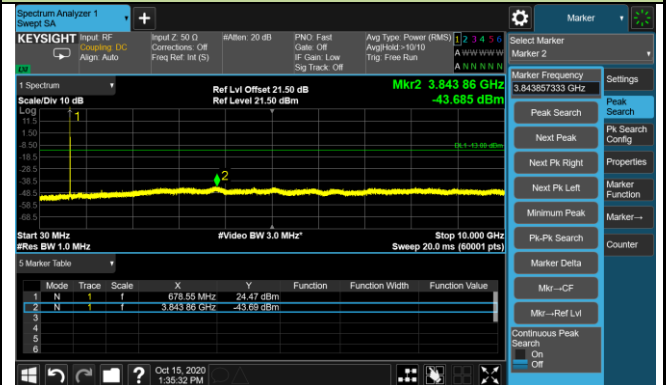 Spectrum Analyzer 1
Swept SA
Marker
KEYSIGHT Input: RF
Coupling: DC
Align: Auto
Input Z: 50 Ω
Corrections: Off
Freq Ref: Int (S)
#Atten: 20 dB
PNO: Fast
Gate: Off
IF Gain: Low
Sig Track: Off
Avg Type: Power (RMS)
Avg|Hold:>10/10
Trig: Free Run
1 2 3 4 5 6
A W W W W W
A N N N N N
Select Marker
Marker 2
1 Spectrum
Scale/Div 10 dB
Log
Ref Lvl Offset 21.50 dB
Ref Level 21.50 dBm
Mkr2 3.843 86 GHz
-43.685 dBm
11.5
1.50
-8.50
-18.5
-28.5
-38.5
-48.5
-58.5
-68.5
1
2
DL1 -13.00 dBm
Start 30 MHz
#Res BW 1.0 MHz
#Video BW 3.0 MHz*
Stop 10.000 GHz
Sweep 20.0 ms (60001 pts)
5 Marker Table
Mode Trace Scale X Y Function Function Width Function Value
1 N 1 f 678.55 MHz 24.47 dBm
2 N 1 f 3.843 86 GHz -43.69 dBm
3
4
5
6
Marker Frequency
3.843857333 GHz
Peak Search
Next Peak
Next Pk Right
Next Pk Left
Minimum Peak
Pk-Pk Search
Marker Delta
Mkr→CF
Mkr→Ref Lvl
Continuous Peak
Search
On
Off
Settings
Peak
Search
Pk Search
Config
Properties
Marker
Function
Marker→
Counter
Oct 15, 2020
1:35:32 PM